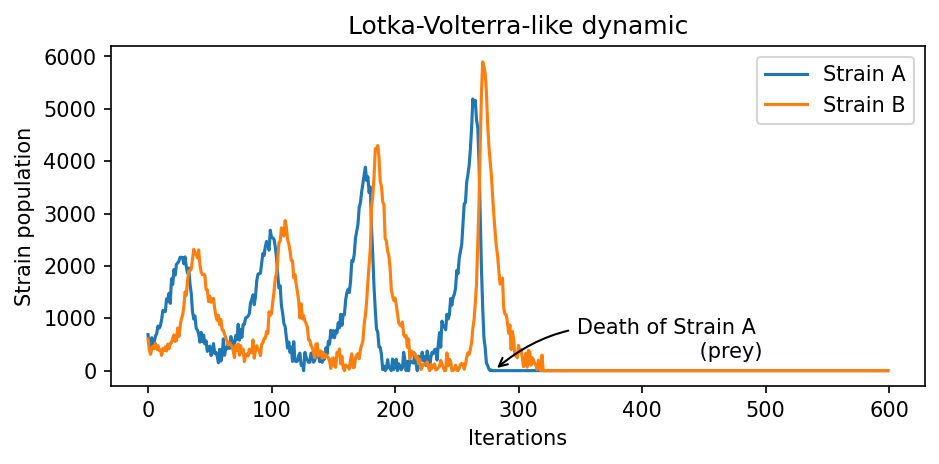 Lotka-Volterra-like dynamic
Strain population
6000
5000
4000
3000
2000
1000
0
Strain A
Strain B
Death of Strain A
(prey)
0 100 200 300 400 500 600
Iterations